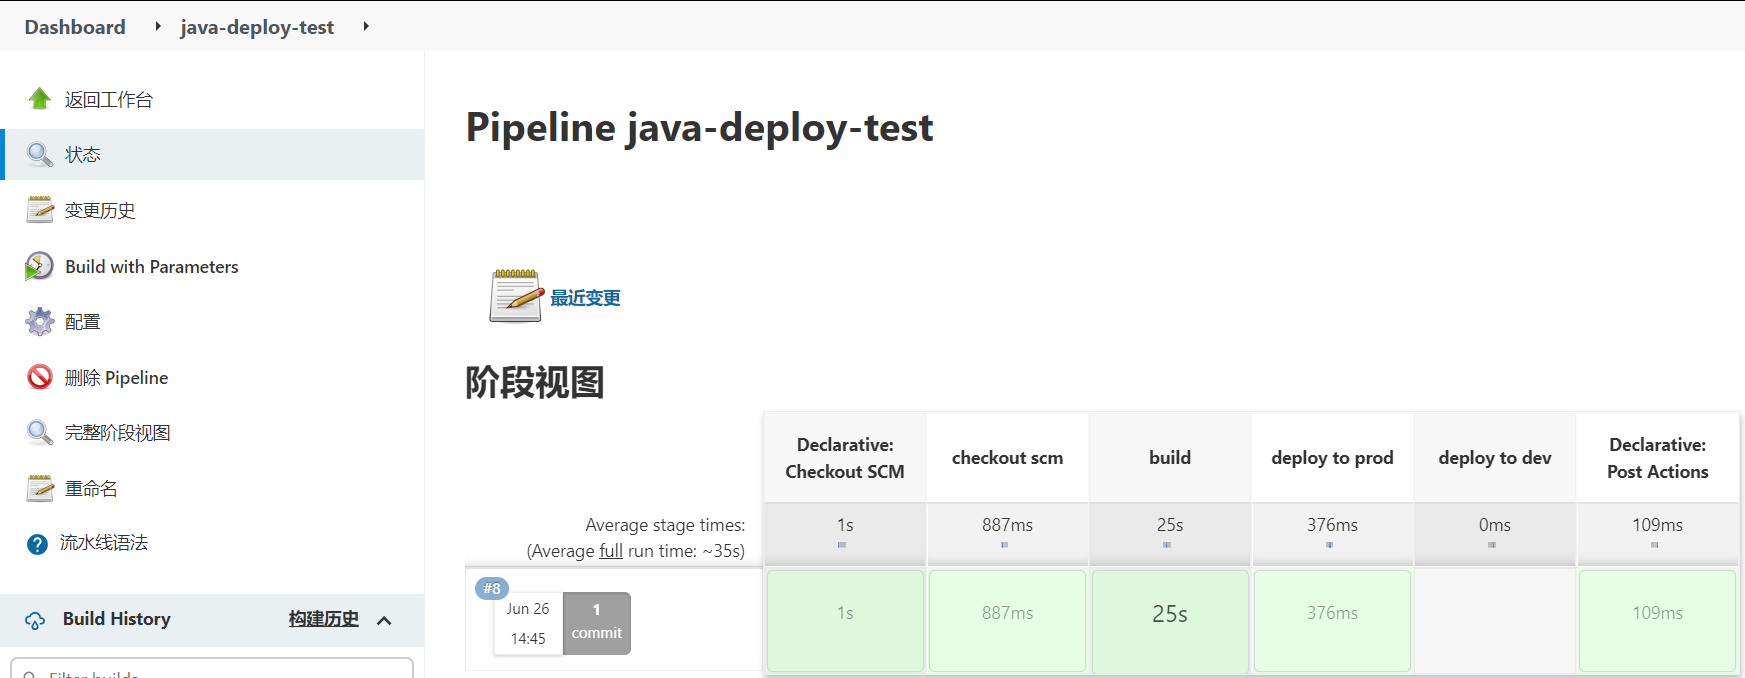 Dashboard
java-deploy-test
返回工作台
状态
变更历史
Build with Parameters
配置
删除 Pipeline
完整阶段视图
重命名
流水线语法
Build History
构建历史
Filter builds
Pipeline java-deploy-test
最近变更
阶段视图
Declarative:
Checkout SCM
checkout scm
build
deploy to prod
deploy to dev
Declarative:
Post Actions
Average stage times:
(Average full run time: ~35s)
1s
887ms
25s
376ms
0ms
109ms
#8
Jun 26
14:45
1
commit
1s
887ms
25s
376ms
109ms